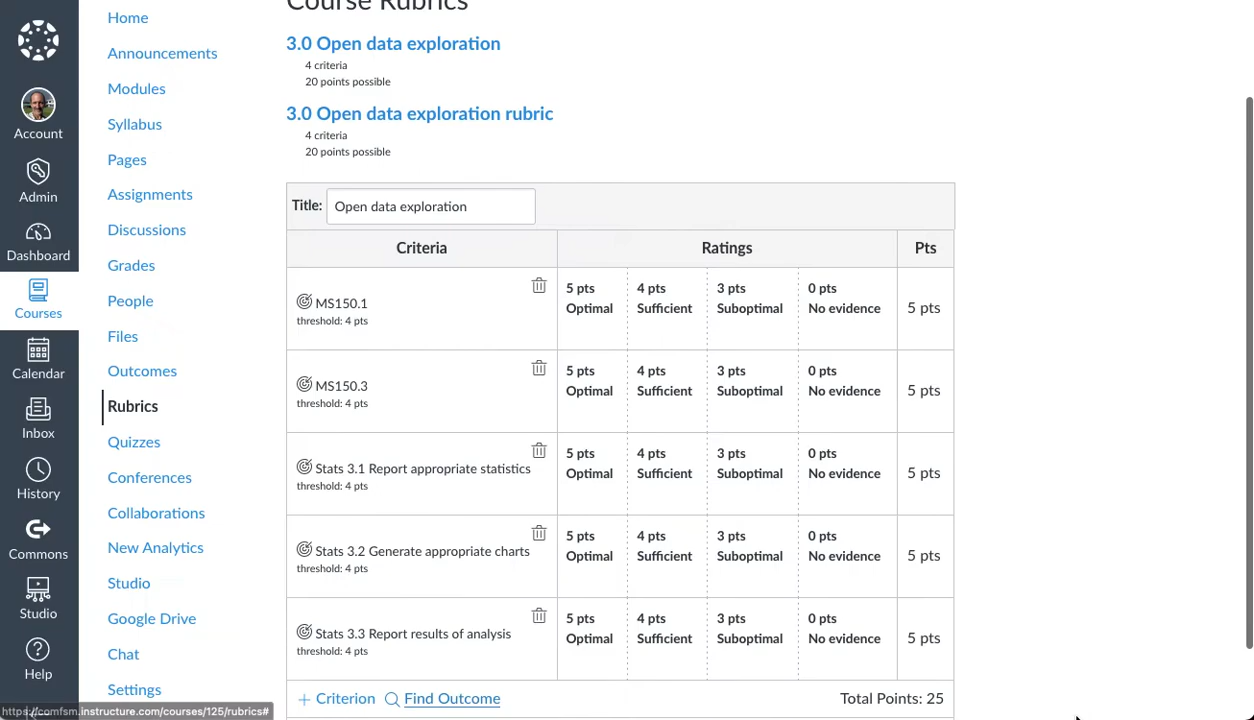 Course Rubrics
Home
Announcements
Modules
Syllabus
Pages
Assignments
Discussions
Grades
People
Files
Outcomes
Rubrics
Quizzes
Conferences
Collaborations
New Analytics
Studio
Google Drive
Chat
Settings
Account
Admin
Dashboard
Courses
Calendar
Inbox
History
Commons
Studio
Help
3.0 Open data exploration
4 criteria
20 points possible
3.0 Open data exploration rubric
4 criteria
20 points possible
Title: Open data exploration
Criteria Ratings Pts
MS150.1
threshold: 4 pts
5 pts 4 pts 3 pts 0 pts
Optimal Sufficient Suboptimal No evidence
5 pts
MS150.3
threshold: 4 pts
5 pts 4 pts 3 pts 0 pts
Optimal Sufficient Suboptimal No evidence
5 pts
Stats 3.1 Report appropriate statistics
threshold: 4 pts
5 pts 4 pts 3 pts 0 pts
Optimal Sufficient Suboptimal No evidence
5 pts
Stats 3.2 Generate appropriate charts
threshold: 4 pts
5 pts 4 pts 3 pts 0 pts
Optimal Sufficient Suboptimal No evidence
5 pts
Stats 3.3 Report results of analysis
threshold: 4 pts
5 pts 4 pts 3 pts 0 pts
Optimal Sufficient Suboptimal No evidence
5 pts
+ Criterion Find Outcome Total Points: 25
https://comfsm.instructure.com/courses/125/rubrics#